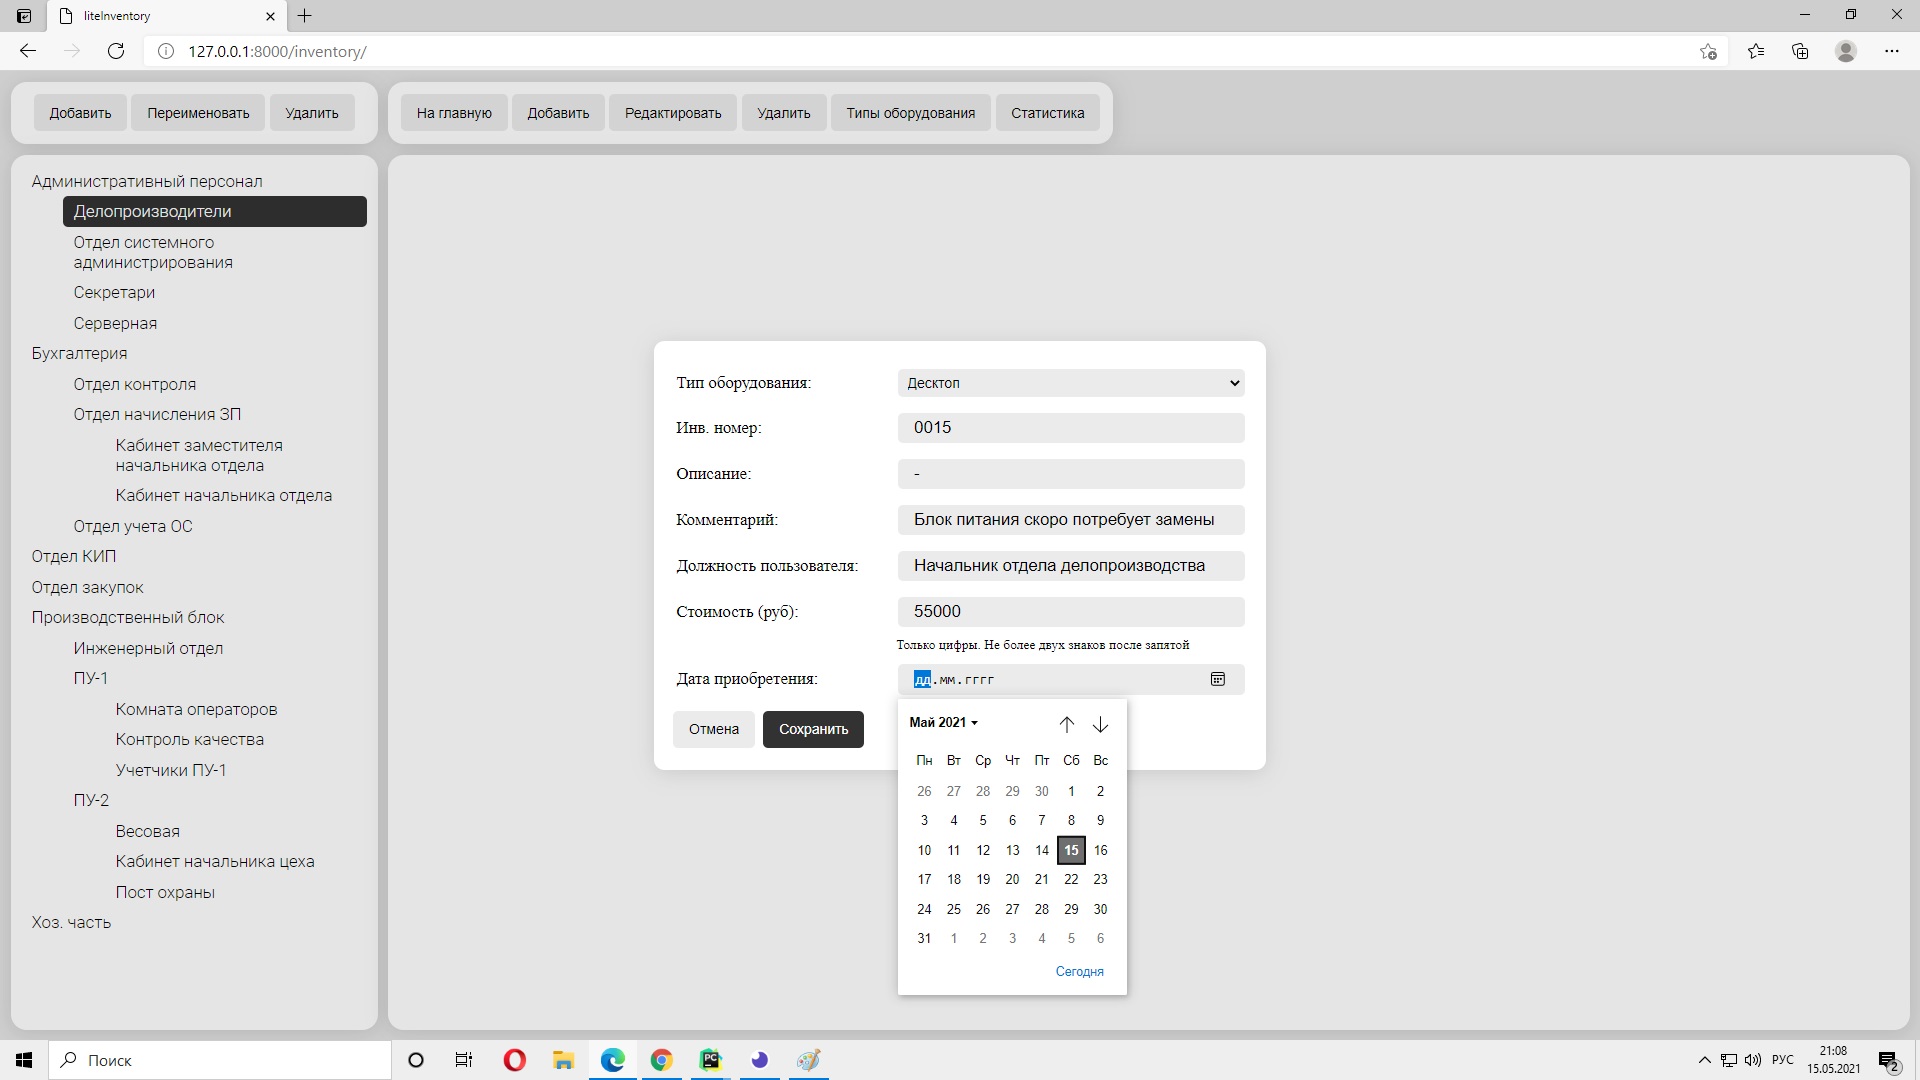 liteInventory
127.0.0.1:8000/inventory/
Добавить Переименовать Удалить
На главную Добавить Редактировать Удалить Типы оборудования Статистика
Административный персонал
Делопроизводители
Отдел системного
администрирования
Секретари
Серверная
Бухгалтерия
Отдел контроля
Отдел начисления ЗП
Кабинет заместителя
начальника отдела
Кабинет начальника отдела
Отдел учета ОС
Отдел КИП
Отдел закупок
Производственный блок
Инженерный отдел
ПУ-1
Комната операторов
Контроль качества
Учетчики ПУ-1
ПУ-2
Весовая
Кабинет начальника цеха
Пост охраны
Хоз. часть
Тип оборудования: Десктоп
Инв. номер: 0015
Описание: -
Комментарий: Блок питания скоро потребует замены
Должность пользователя: Начальник отдела делопроизводства
Стоимость (руб): 55000
Только цифры. Не более двух знаков после запятой
Дата приобретения: дд.мм.гггг
Отмена Сохранить
Май 2021
Пн Вт Ср Чт Пт Сб Вс
26 27 28 29 30 1 2
3 4 5 6 7 8 9
10 11 12 13 14 15 16
17 18 19 20 21 22 23
24 25 26 27 28 29 30
31 1 2 3 4 5 6
Сегодня
Поиск
PC
РУС
21:08
15.05.2021
2